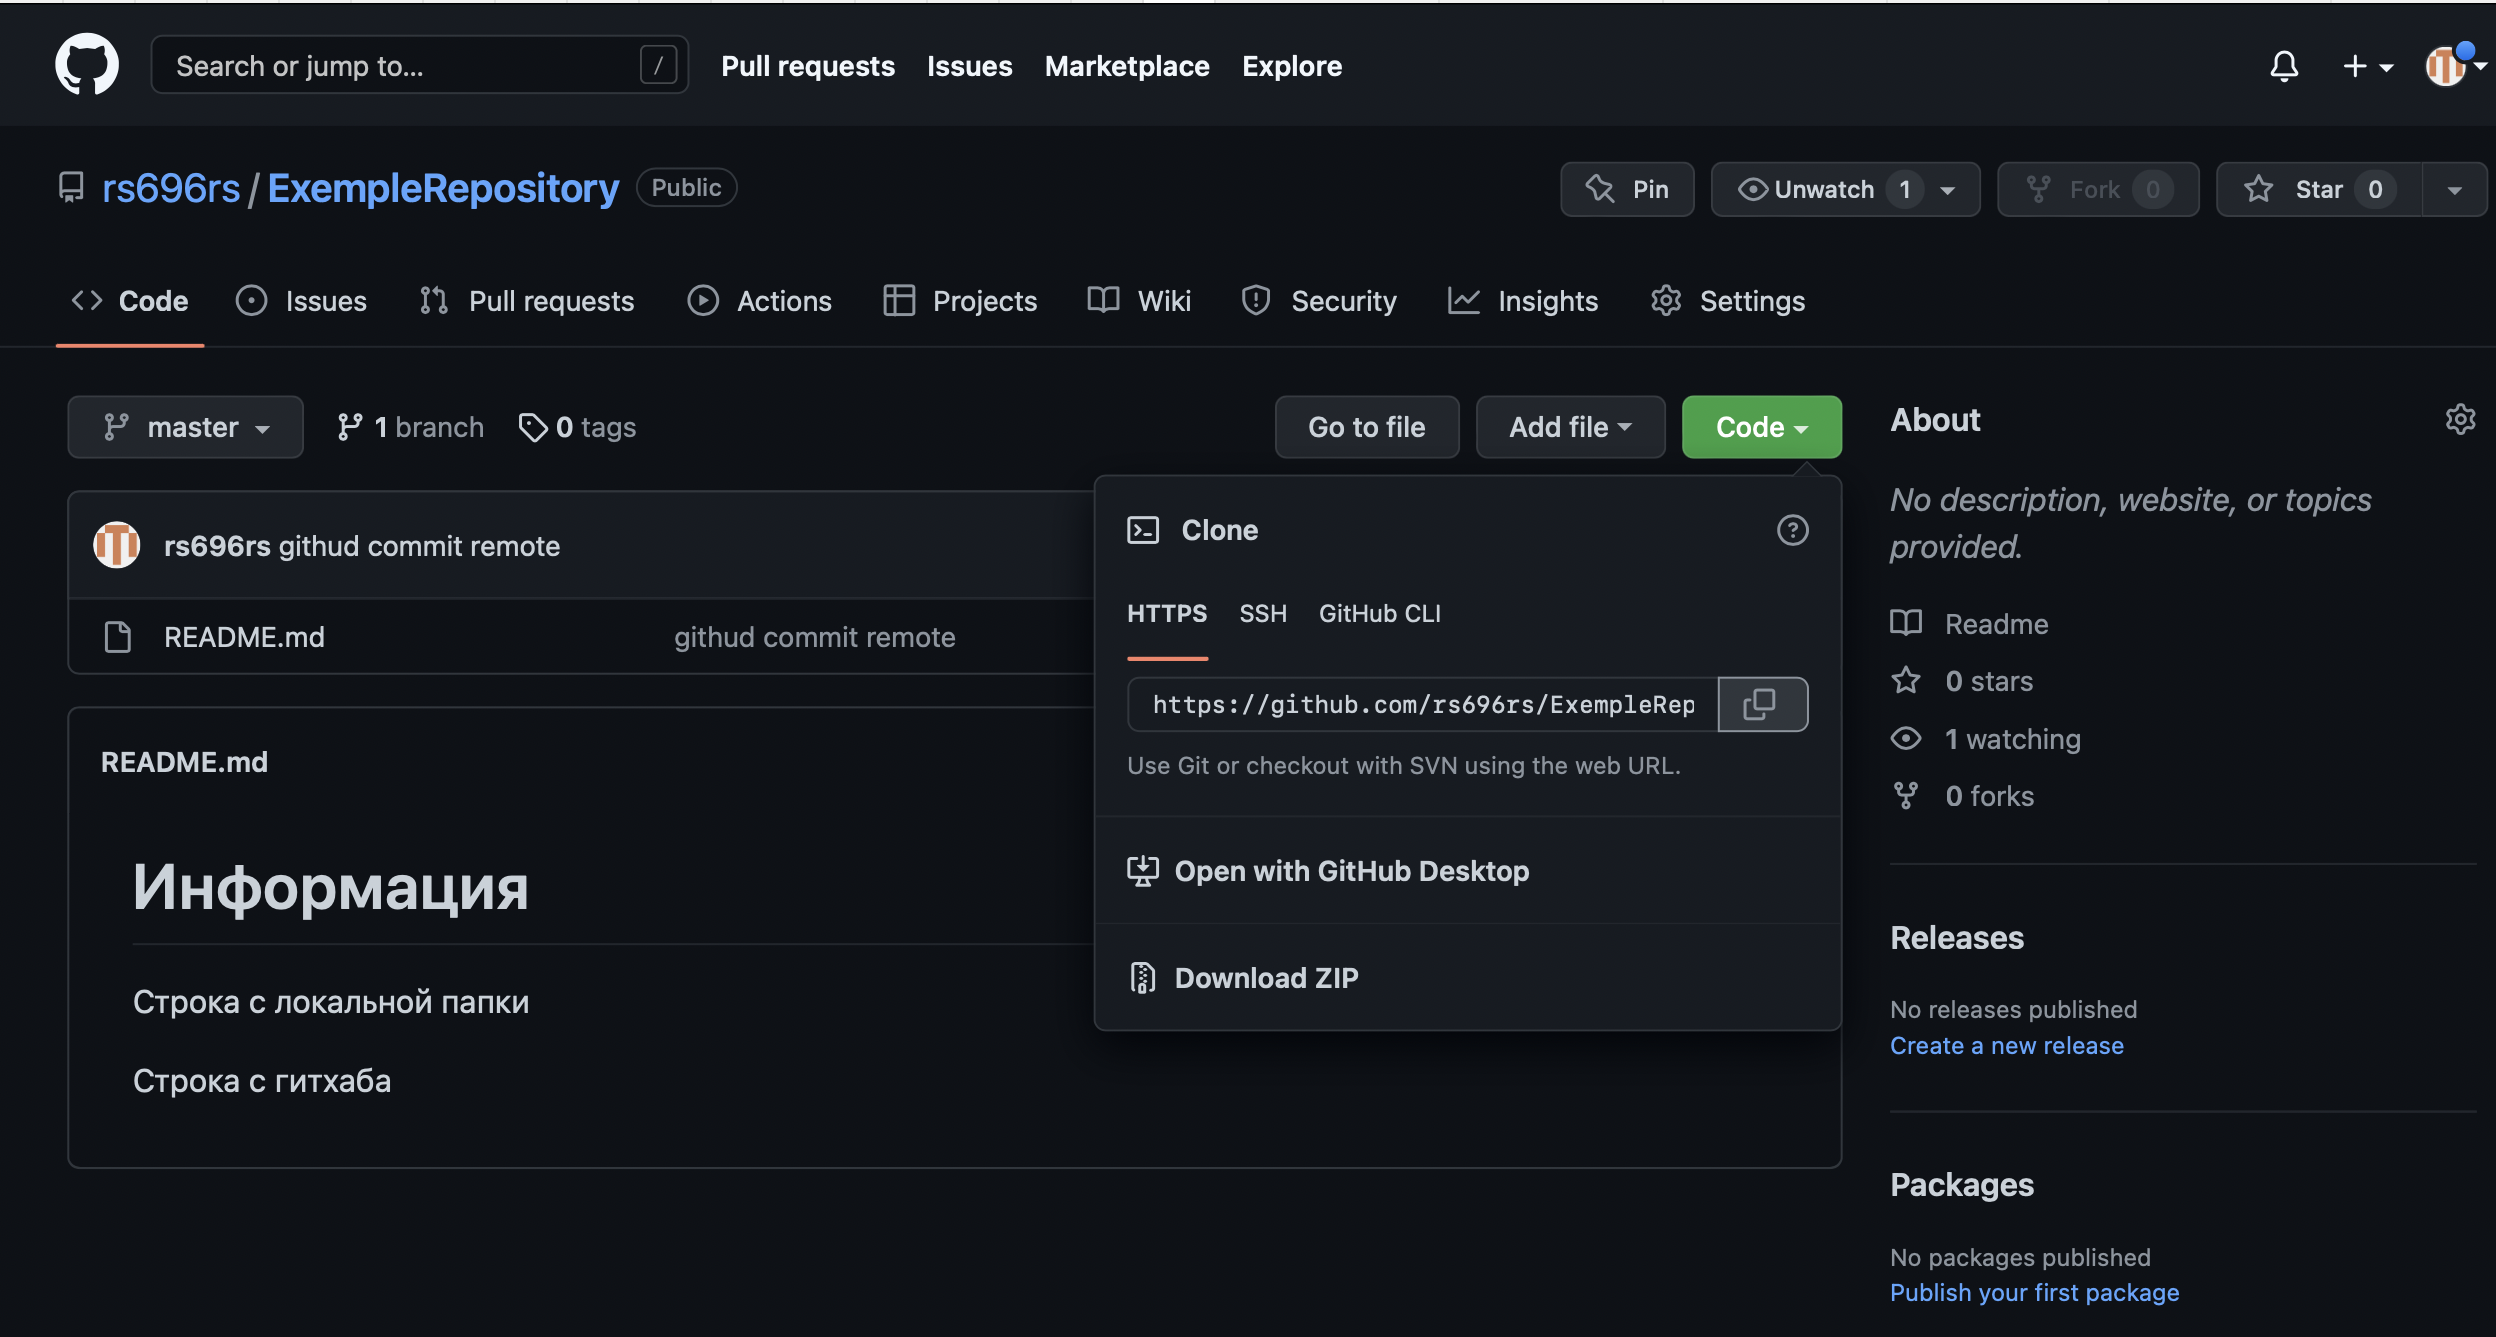 Search or jump to... /
Pull requests Issues Marketplace Explore
rs696rs / ExempleRepository Public
Pin Unwatch 1 Fork 0 Star 0
Code Issues Pull requests Actions Projects Wiki Security Insights Settings
master 1 branch 0 tags
Go to file Add file Code
rs696rs githud commit remote
README.md githud commit remote
README.md
Информация
Строка с локальной папки
Строка с гитхаба
Clone
HTTPS SSH GitHub CLI
https://github.com/rs696rs/ExempleRep
Use Git or checkout with SVN using the web URL.
Open with GitHub Desktop
Download ZIP
About
No description, website, or topics
provided.
Readme
0 stars
1 watching
0 forks
Releases
No releases published
Create a new release
Packages
No packages published
Publish your first package